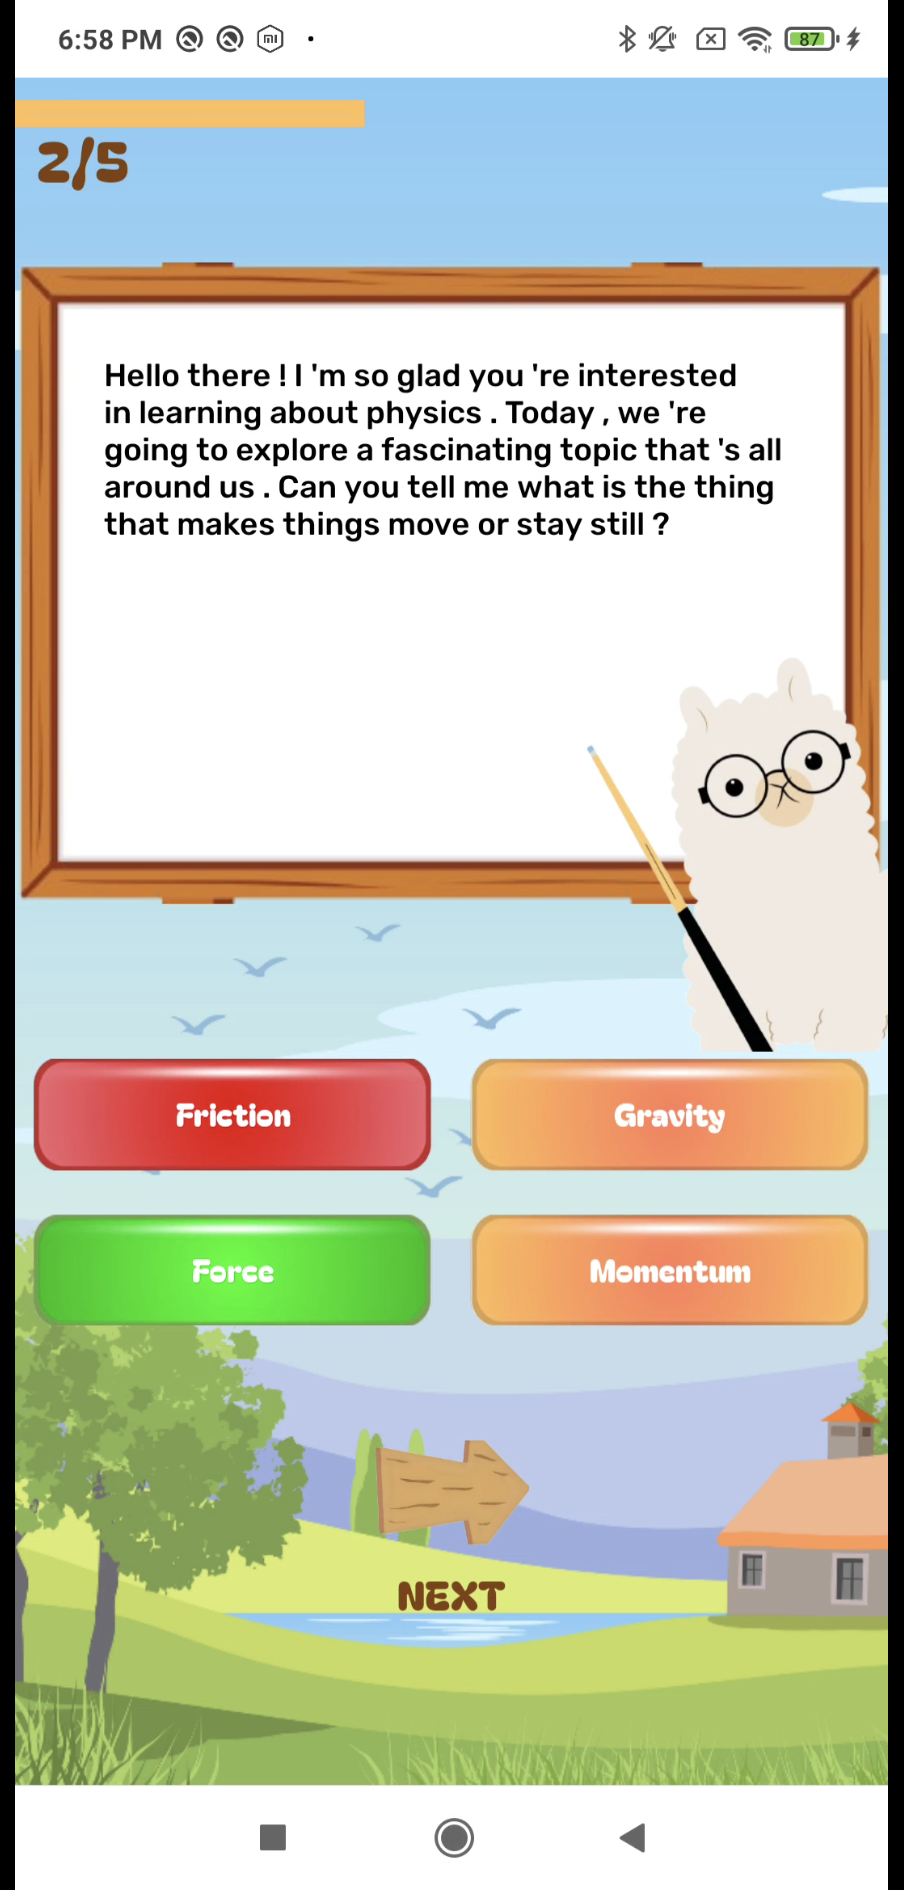 6:58 PM
87
2/5
Hello there ! I 'm so glad you 're interested
in learning about physics . Today , we 're
going to explore a fascinating topic that 's all
around us . Can you tell me what is the thing
that makes things move or stay still ?
Friction
Gravity
Force
Momentum
NEXT